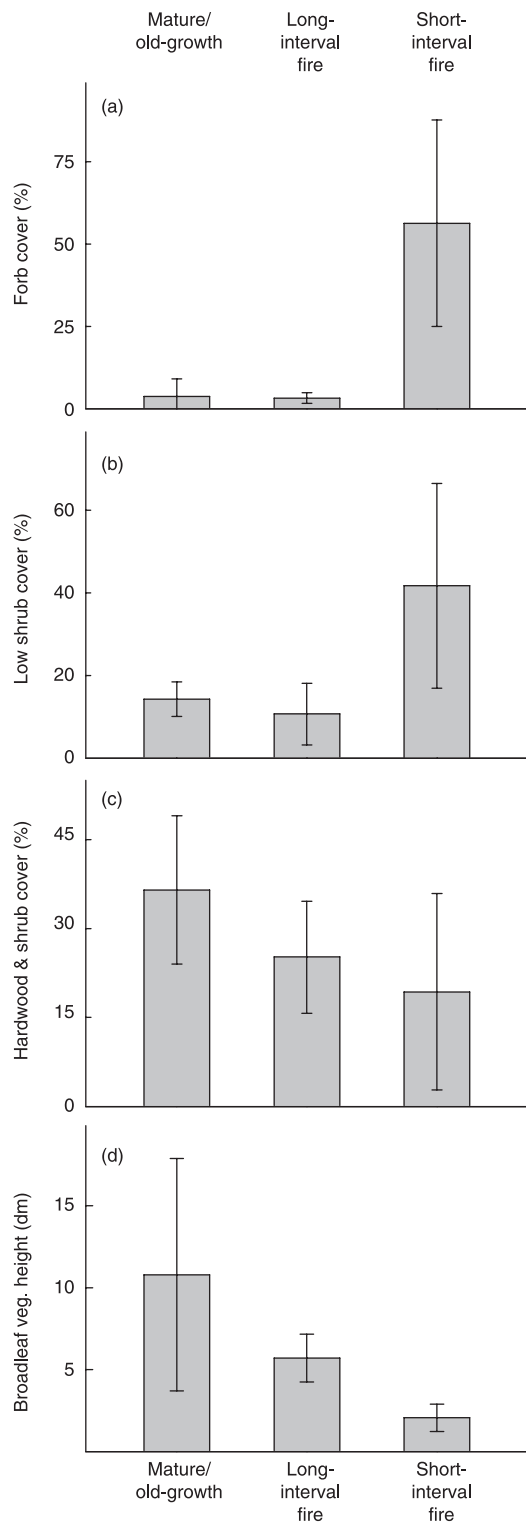 Mature/
old-growth
Long-
interval
fire
Short-
interval
fire
(a)
Forb cover (%)
75
50
25
0
(b)
Low shrub cover (%)
60
40
20
0
(c)
Hardwood & shrub cover (%)
45
30
15
0
(d)
Broadleaf veg. height (dm)
15
10
5
Mature/
old-growth
Long-
interval
fire
Short-
interval
fire